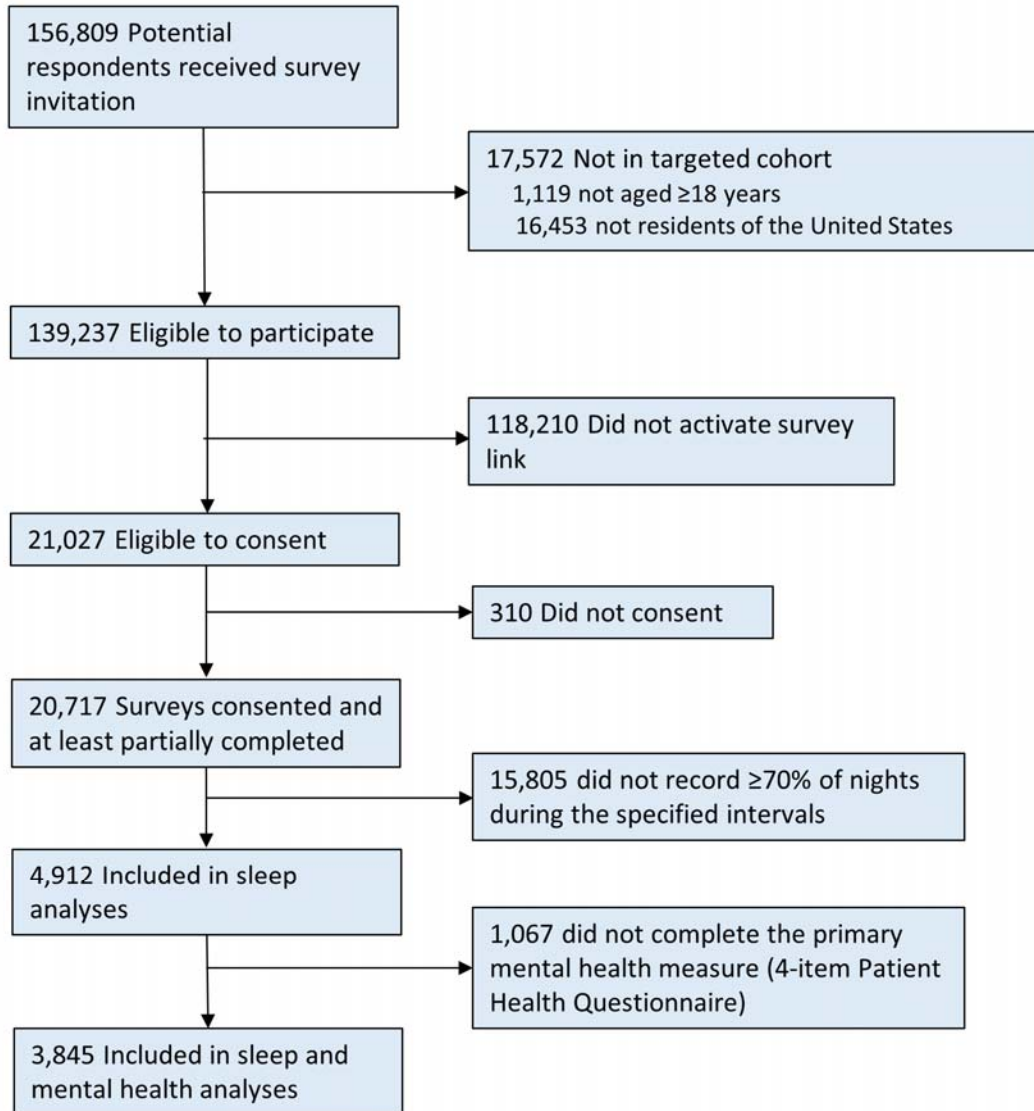 156,809 Potential
respondents received survey
invitation
17,572 Not in targeted cohort
1,119 not aged ≥18 years
16,453 not residents of the United States
139,237 Eligible to participate
118,210 Did not activate survey
link
21,027 Eligible to consent
310 Did not consent
20,717 Surveys consented and
at least partially completed
15,805 did not record ≥70% of nights
during the specified intervals
4,912 Included in sleep
analyses
1,067 did not complete the primary
mental health measure (4-item Patient
Health Questionnaire)
3,845 Included in sleep and
mental health analyses